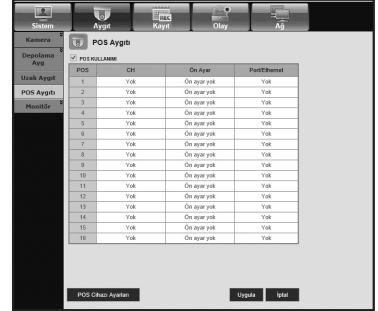 Sistem Aygıt Kayıt Olay Ağ
Kamera
Depolama
Ayg
Uzak Aygıt
POS Aygıtı
Monitör
POS Aygıtı
POS KULLANIMI
POS CH Ön Ayar Port/Ethernet
1 Yok Ön ayar yok Yok
2 Yok Ön ayar yok Yok
3 Yok Ön ayar yok Yok
4 Yok Ön ayar yok Yok
5 Yok Ön ayar yok Yok
6 Yok Ön ayar yok Yok
7 Yok Ön ayar yok Yok
8 Yok Ön ayar yok Yok
9 Yok Ön ayar yok Yok
10 Yok Ön ayar yok Yok
11 Yok Ön ayar yok Yok
12 Yok Ön ayar yok Yok
13 Yok Ön ayar yok Yok
14 Yok Ön ayar yok Yok
15 Yok Ön ayar yok Yok
16 Yok Ön ayar yok Yok
POS Cihazı Ayarları Uygula İptal